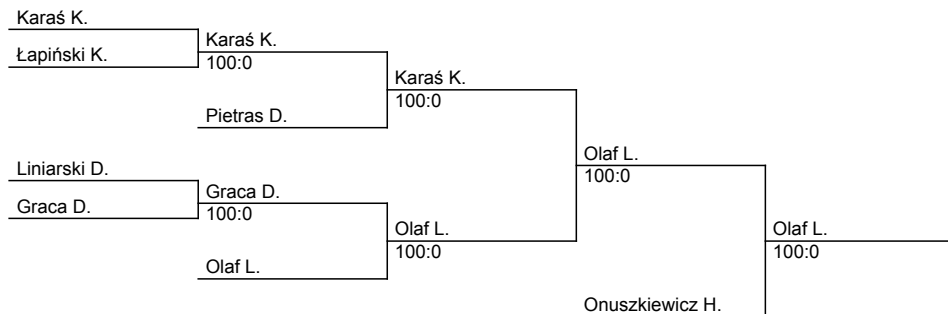 Karaś K.
Łapiński K.
Karaś K.
100:0
Pietras D.
Karaś K.
100:0
Liniarski D.
Graca D.
Graca D.
100:0
Olaf L.
Olaf L.
100:0
Olaf L.
100:0
Onuszkiewicz H.
Olaf L.
100:0